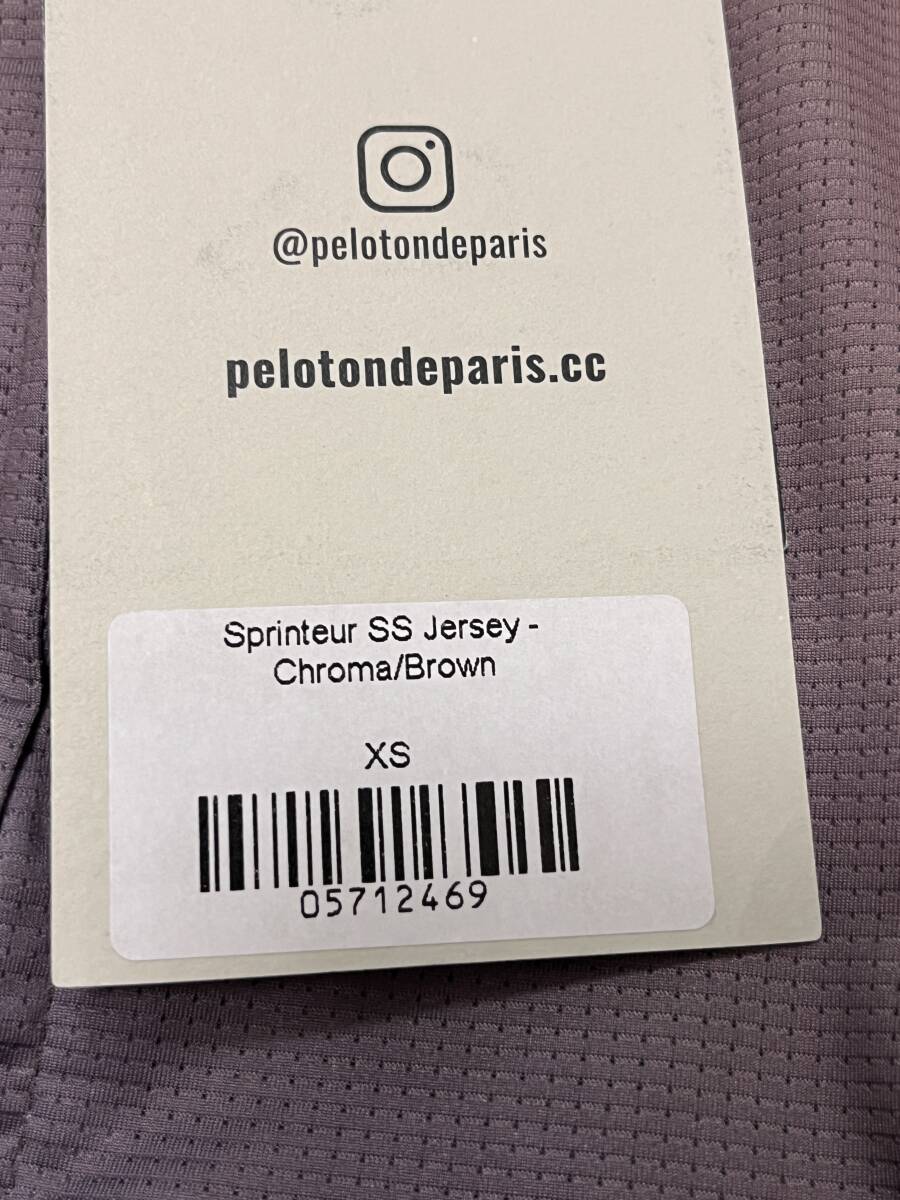 @pelotondeparis
pelotondeparis.cc
Sprinteur SS Jersey -
Chroma/Brown
XS
05712469